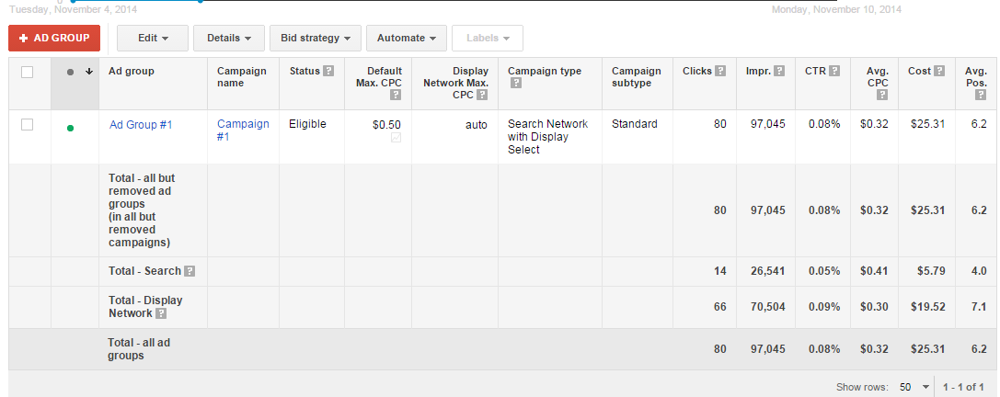 Tuesday, November 4, 2014 Monday, November 10, 2014
+ AD GROUP Edit Details Bid strategy Automate Labels
Ad group Campaign name Status ? Default Max. CPC ? Display Network Max. CPC ? Campaign type ? Campaign subtype Clicks ? Impr. ? CTR ? Avg. CPC ? Cost ? Avg. Pos. ?
Ad Group #1 Campaign #1 Eligible $0.50 auto Search Network with Display Select Standard 80 97,045 0.08% $0.32 $25.31 6.2
Total - all but removed ad groups (in all but removed campaigns) 80 97,045 0.08% $0.32 $25.31 6.2
Total - Search ? 14 26,541 0.05% $0.41 $5.79 4.0
Total - Display Network ? 66 70,504 0.09% $0.30 $19.52 7.1
Total - all ad groups 80 97,045 0.08% $0.32 $25.31 6.2
Show rows: 50 1 - 1 of 1